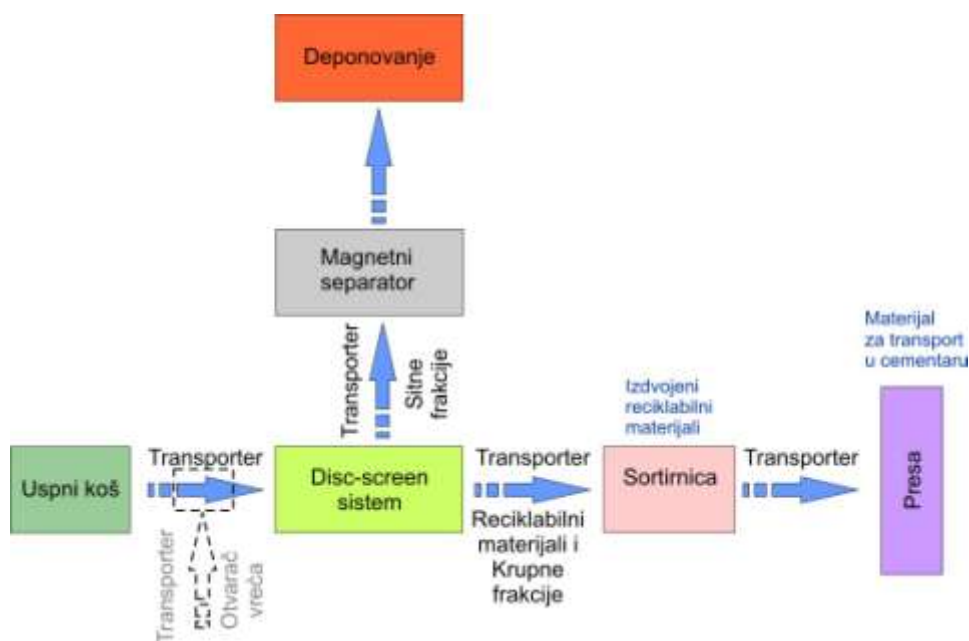 Deponovanje
Magnetni
separator
Transporter
Sitne
frakcije
Materijal
za transport
u cementaru
Izdvojeni
reciklabilni
materijali
Uspni koš
Transporter
Disc-screen
sistem
Transporter
Sortirnica
Transporter
Presa
Reciklabilni
materijali i
Krupne
frakcije
Transporter
Otvarač
vreća